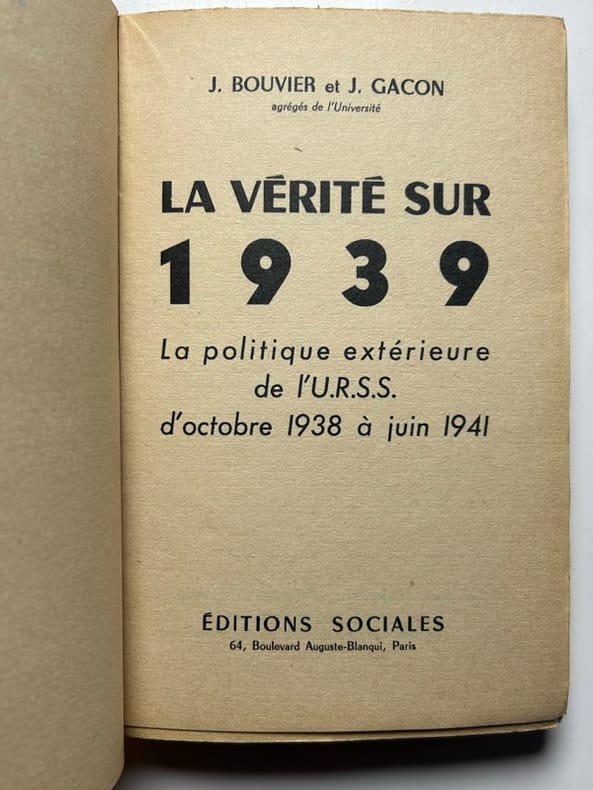 J. BOUVIER et J. GACON
agrégés de l'Université
LA VÉRITÉ SUR
1939
La politique extérieure
de l'U.R.S.S.
d'octobre 1938 à juin 1941
ÉDITIONS SOCIALES
64, Boulevard Auguste-Blanqui, Paris